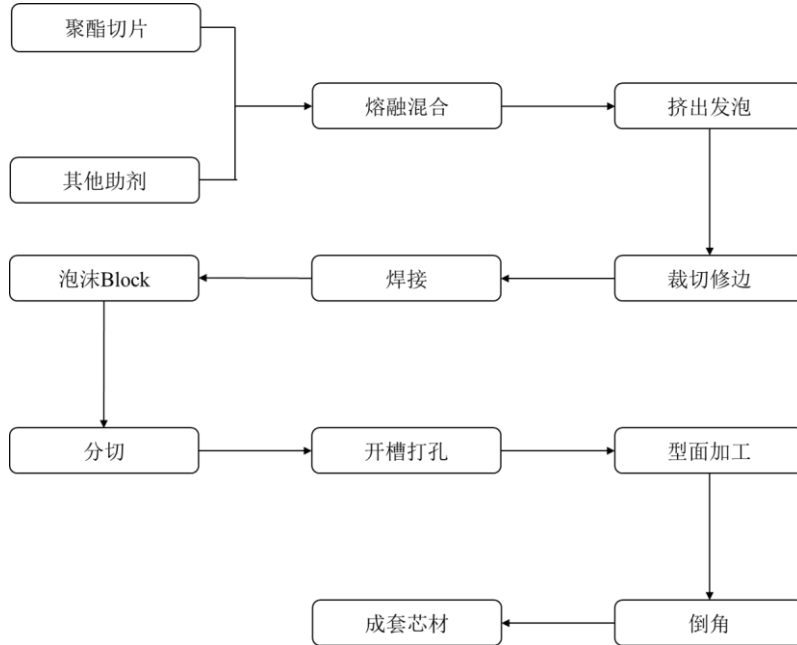 聚酯切片
其他助剂
熔融混合
挤出发泡
裁切修边
焊接
泡沫Block
分切
开槽打孔
型面加工
倒角
成套芯材